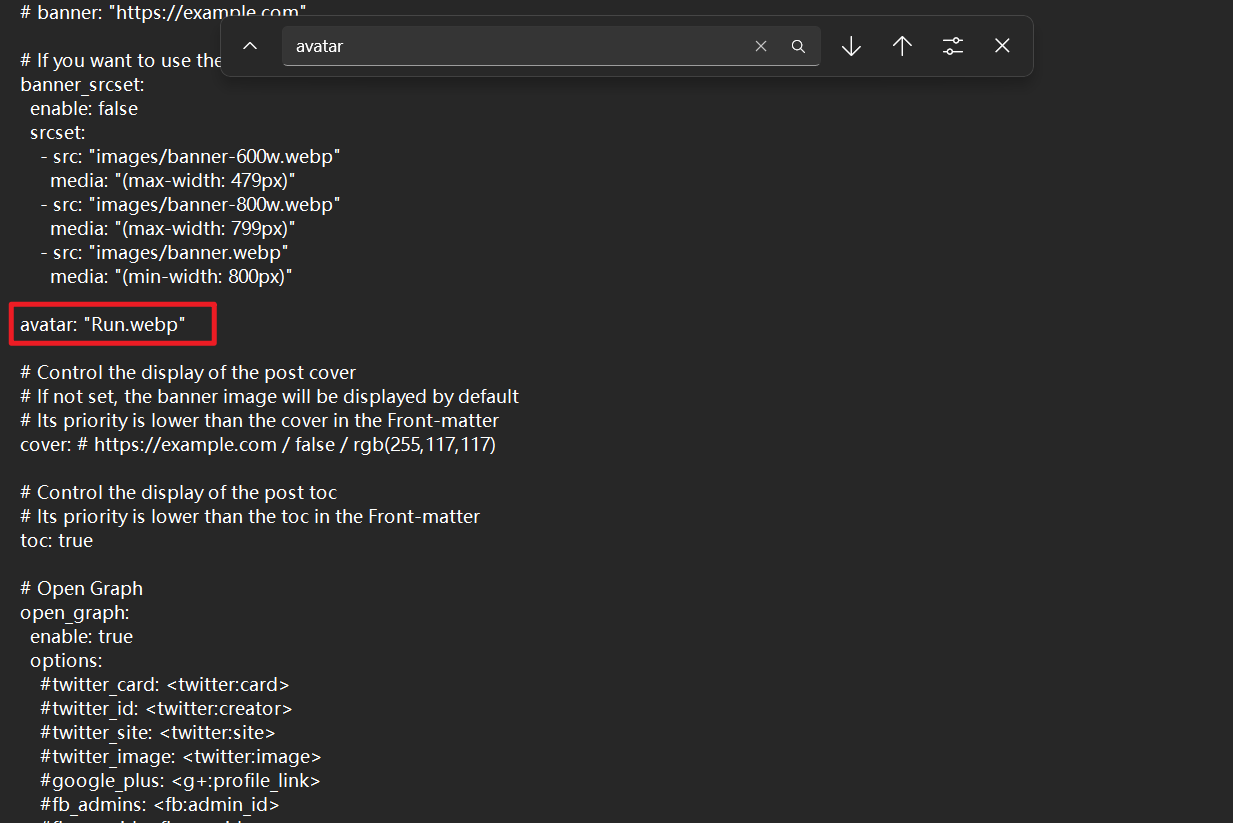 # banner: "https://example.com"
avatar
# If you want to use the
banner_srcset:
enable: false
srcset:
- src: "images/banner-600w.webp"
media: "(max-width: 479px)"
- src: "images/banner-800w.webp"
media: "(max-width: 799px)"
- src: "images/banner.webp"
media: "(min-width: 800px)"
avatar: "Run.webp"
# Control the display of the post cover
# If not set, the banner image will be displayed by default
# Its priority is lower than the cover in the Front-matter
cover: # https://example.com / false / rgb(255,117,117)
# Control the display of the post toc
# Its priority is lower than the toc in the Front-matter
toc: true
# Open Graph
open_graph:
enable: true
options:
#twitter_card: <twitter:card>
#twitter_id: <twitter:creator>
#twitter_site: <twitter:site>
#twitter_image: <twitter:image>
#google_plus: <g+:profile_link>
#fb_admins: <fb:admin_id>